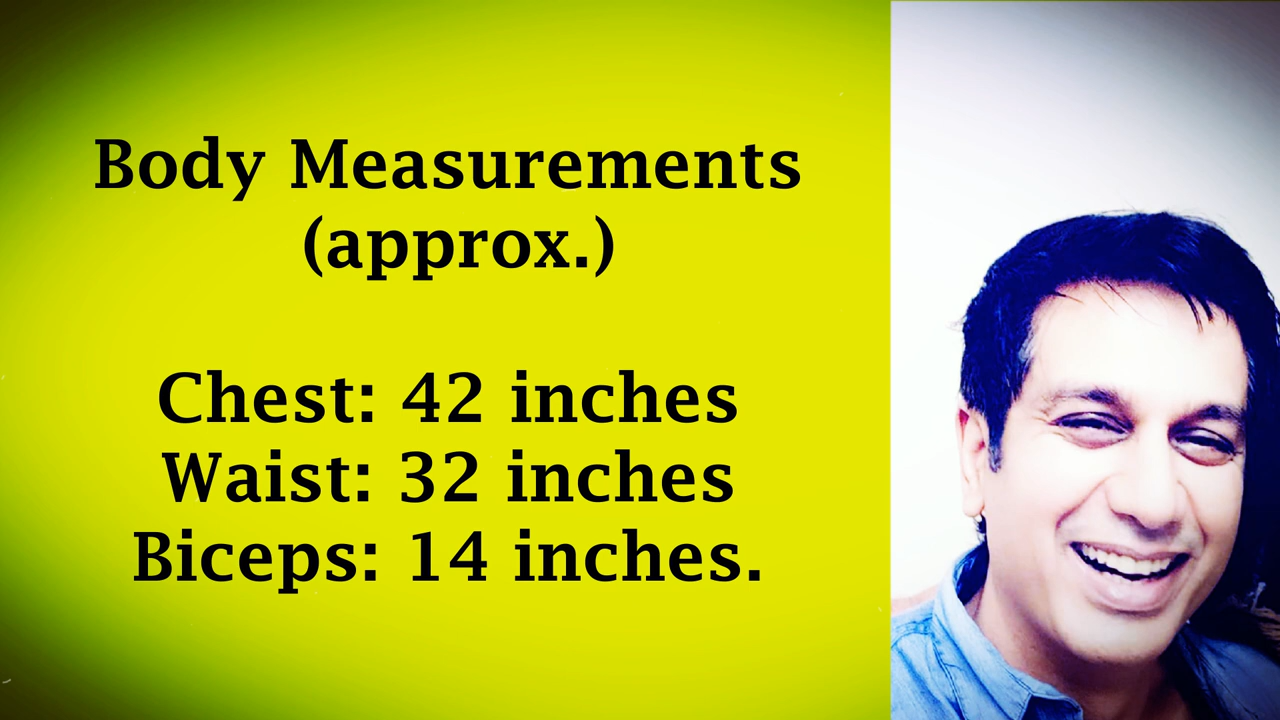 Body Measurements
(approx.)
Chest: 42 inches
Waist: 32 inches
Biceps: 14 inches.